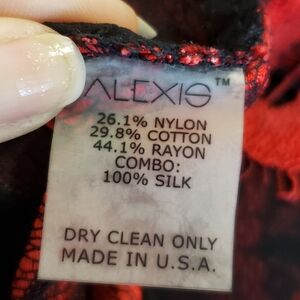 ALEXIS™
26.1% NYLON
29.8% COTTON
44.1% RAYON
COMBO:
100% SILK
DRY CLEAN ONLY
MADE IN U.S.A.